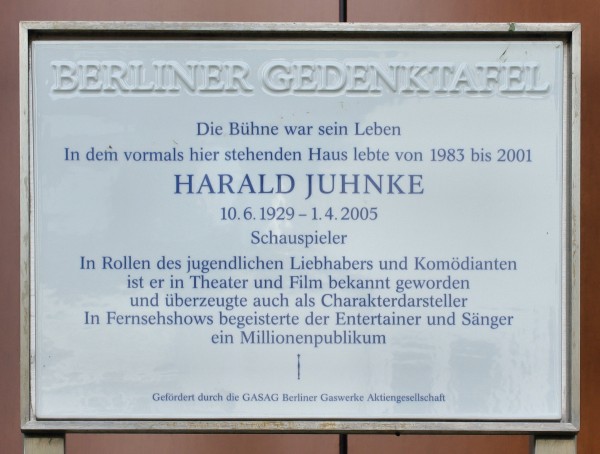 BERLINER GEDENKTAFEL
Die Bühne war sein Leben
In dem vormals hier stehenden Haus lebte von 1983 bis 2001
HARALD JUHNKE
10. 6. 1929 – 1. 4. 2005
Schauspieler
In Rollen des jugendlichen Liebhabers und Komödianten
ist er in Theater und Film bekannt geworden
und überzeugte auch als Charakterdarsteller
In Fernsehshows begeisterte der Entertainer und Sänger
ein Millionenpublikum
Gefördert durch die GASAG Berliner Gaswerke Aktiengesellschaft